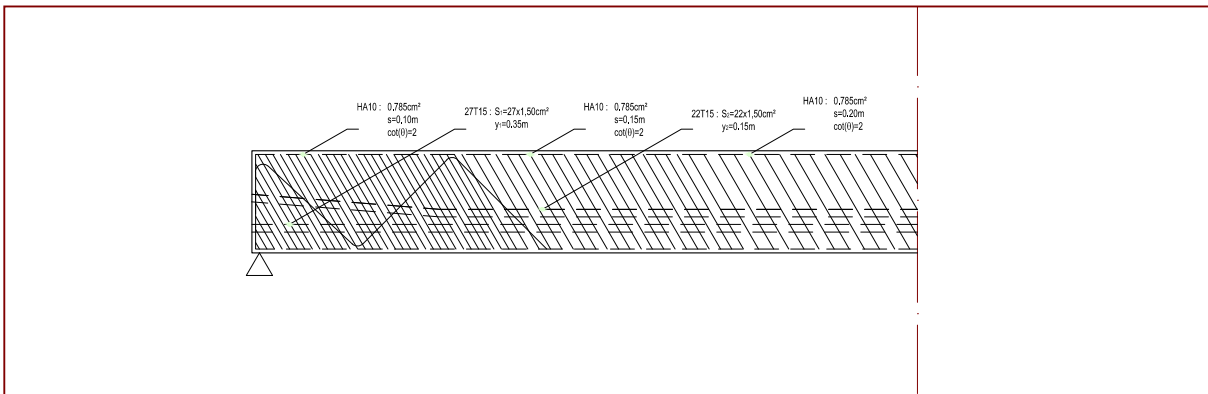 HA10 : 0,785cm²
s=0,10m
cot(θ)=2
27T15 : S₁=27x1,50cm²
y₁=0.35m
HA10 : 0,785cm²
s=0,15m
cot(θ)=2
22T15 : S₂=22x1,50cm²
y₂=0.15m
HA10 : 0,785cm²
s=0.20m
cot(θ)=2